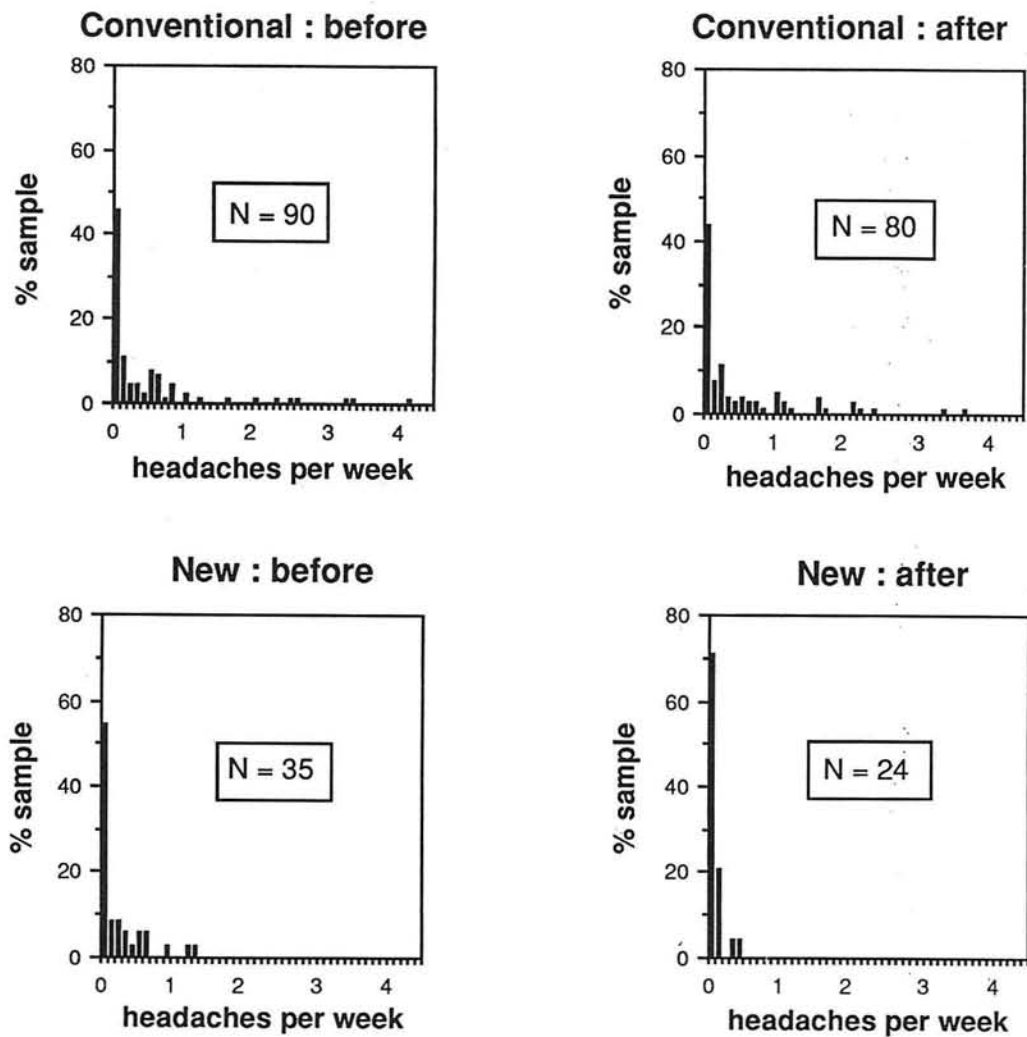 Conventional : before
80
60
40
20
0
% sample
N = 90
0 1 2 3 4
headaches per week
Conventional : after
80
60
40
20
0
% sample
N = 80
0 1 2 3 4
headaches per week
New : before
80
60
40
20
0
% sample
N = 35
0 1 2 3 4
headaches per week
New : after
80
60
40
20
0
% sample
N = 24
0 1 2 3 4
headaches per week